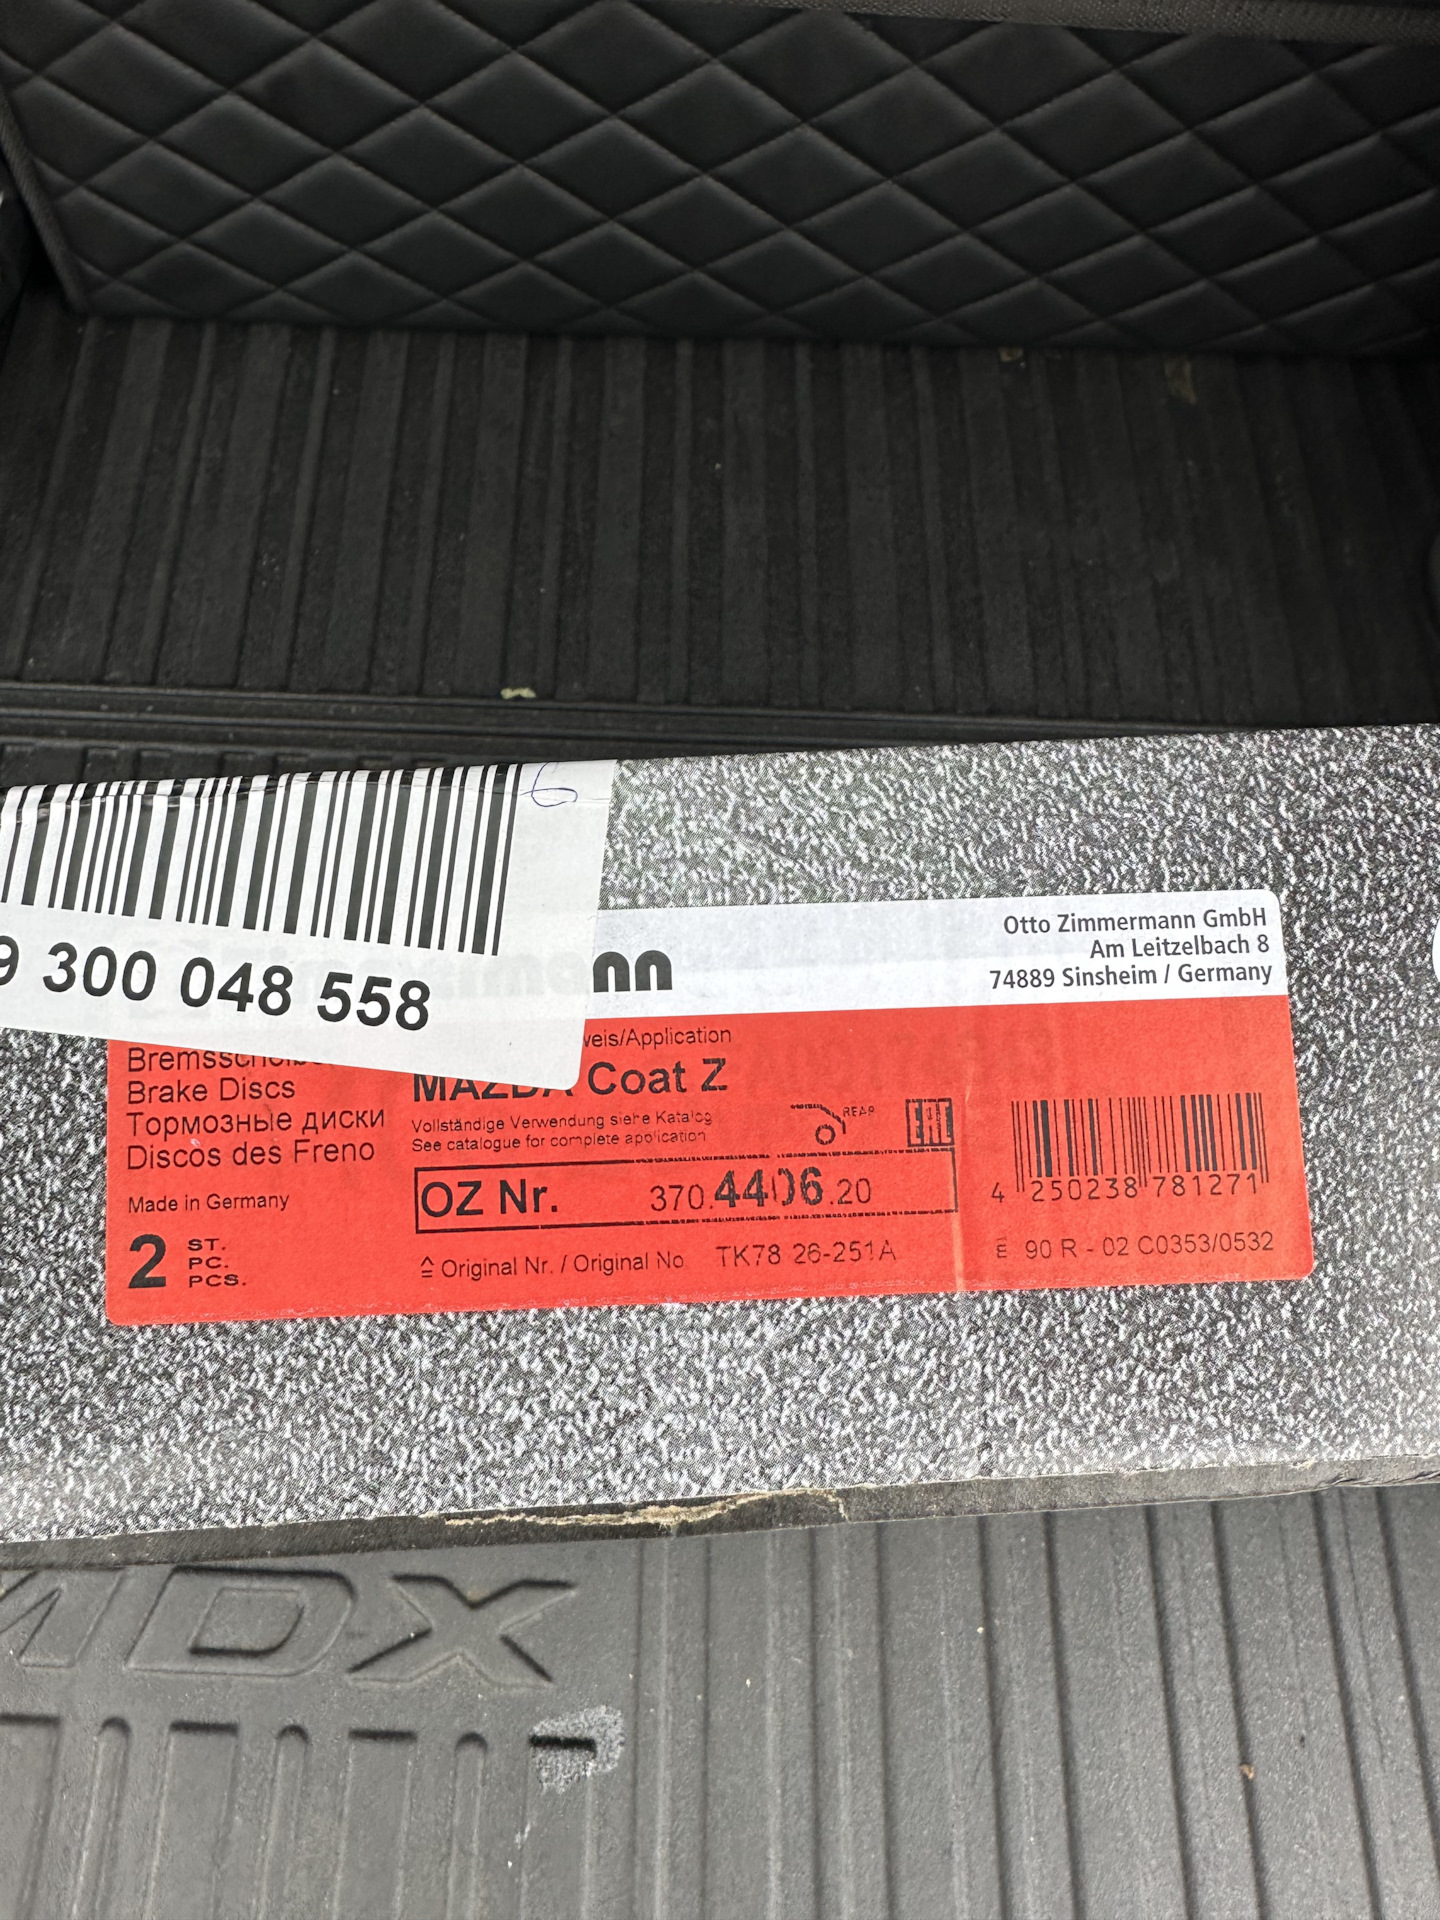 6
9 300 048 558
nn
Otto Zimmermann GmbH
Am Leitzelbach 8
74889 Sinsheim / Germany
weis/Application
Bremsscheib
Brake Discs
Тормозные диски
Discos des Freno
MAZDA Coat Z
Vollständige Verwendung siehe Katalog
See catalogue for complete application
REAR
EAC
Made in Germany
OZ Nr. 370.4406.20
4 250238 781271
2 ST.
PC.
PCS.
≙ Original Nr. / Original No TK78 26-251A
E 90 R - 02 C0353/0532
MDX